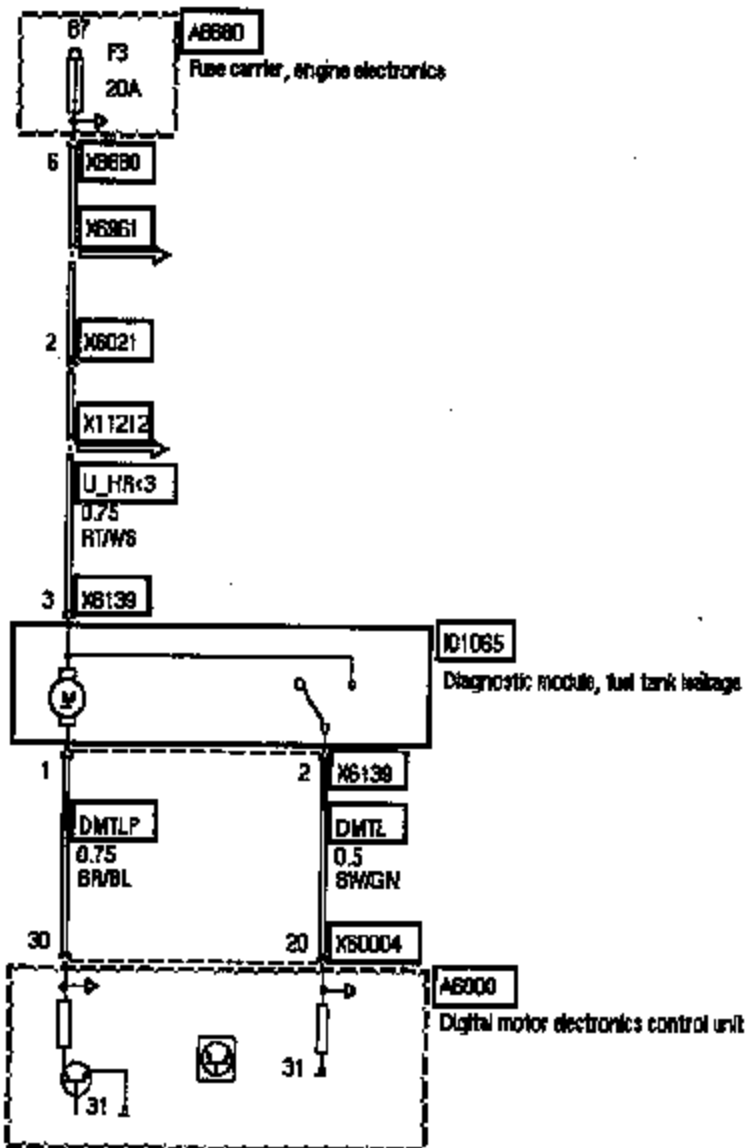 87
F3
20A
A8680
Fuse carrier, engine electronics
6
X8680
X6961
2
X6021
X11212
U_HR<3
0.75
RT/WS
3
X6139
I01065
Diagnostic module, fuel tank leakage
M
1
2
X6139
DMTLP
0.75
BR/BL
DMTL
0.5
SW/GN
30
20
X60004
A6000
Digital motor electronics control unit
31
31